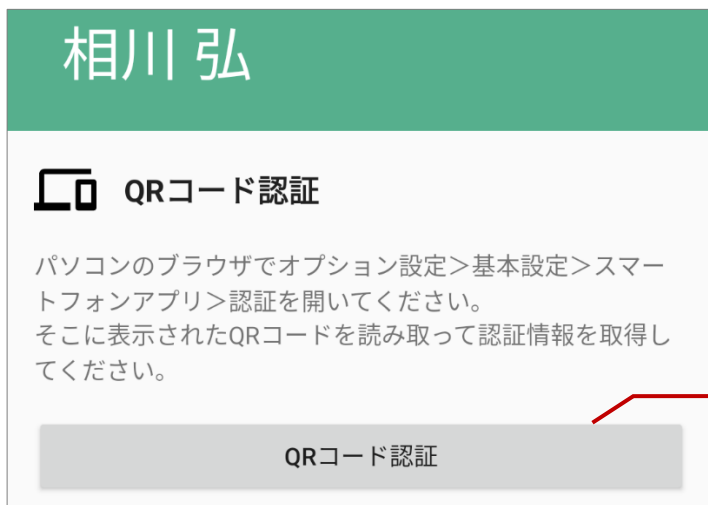 相川 弘
QRコード認証
パソコンのブラウザでオプション設定＞基本設定＞スマー
トフォンアプリ＞認証を開いてください。
そこに表示されたQRコードを読み取って認証情報を取得し
てください。
QRコード認証